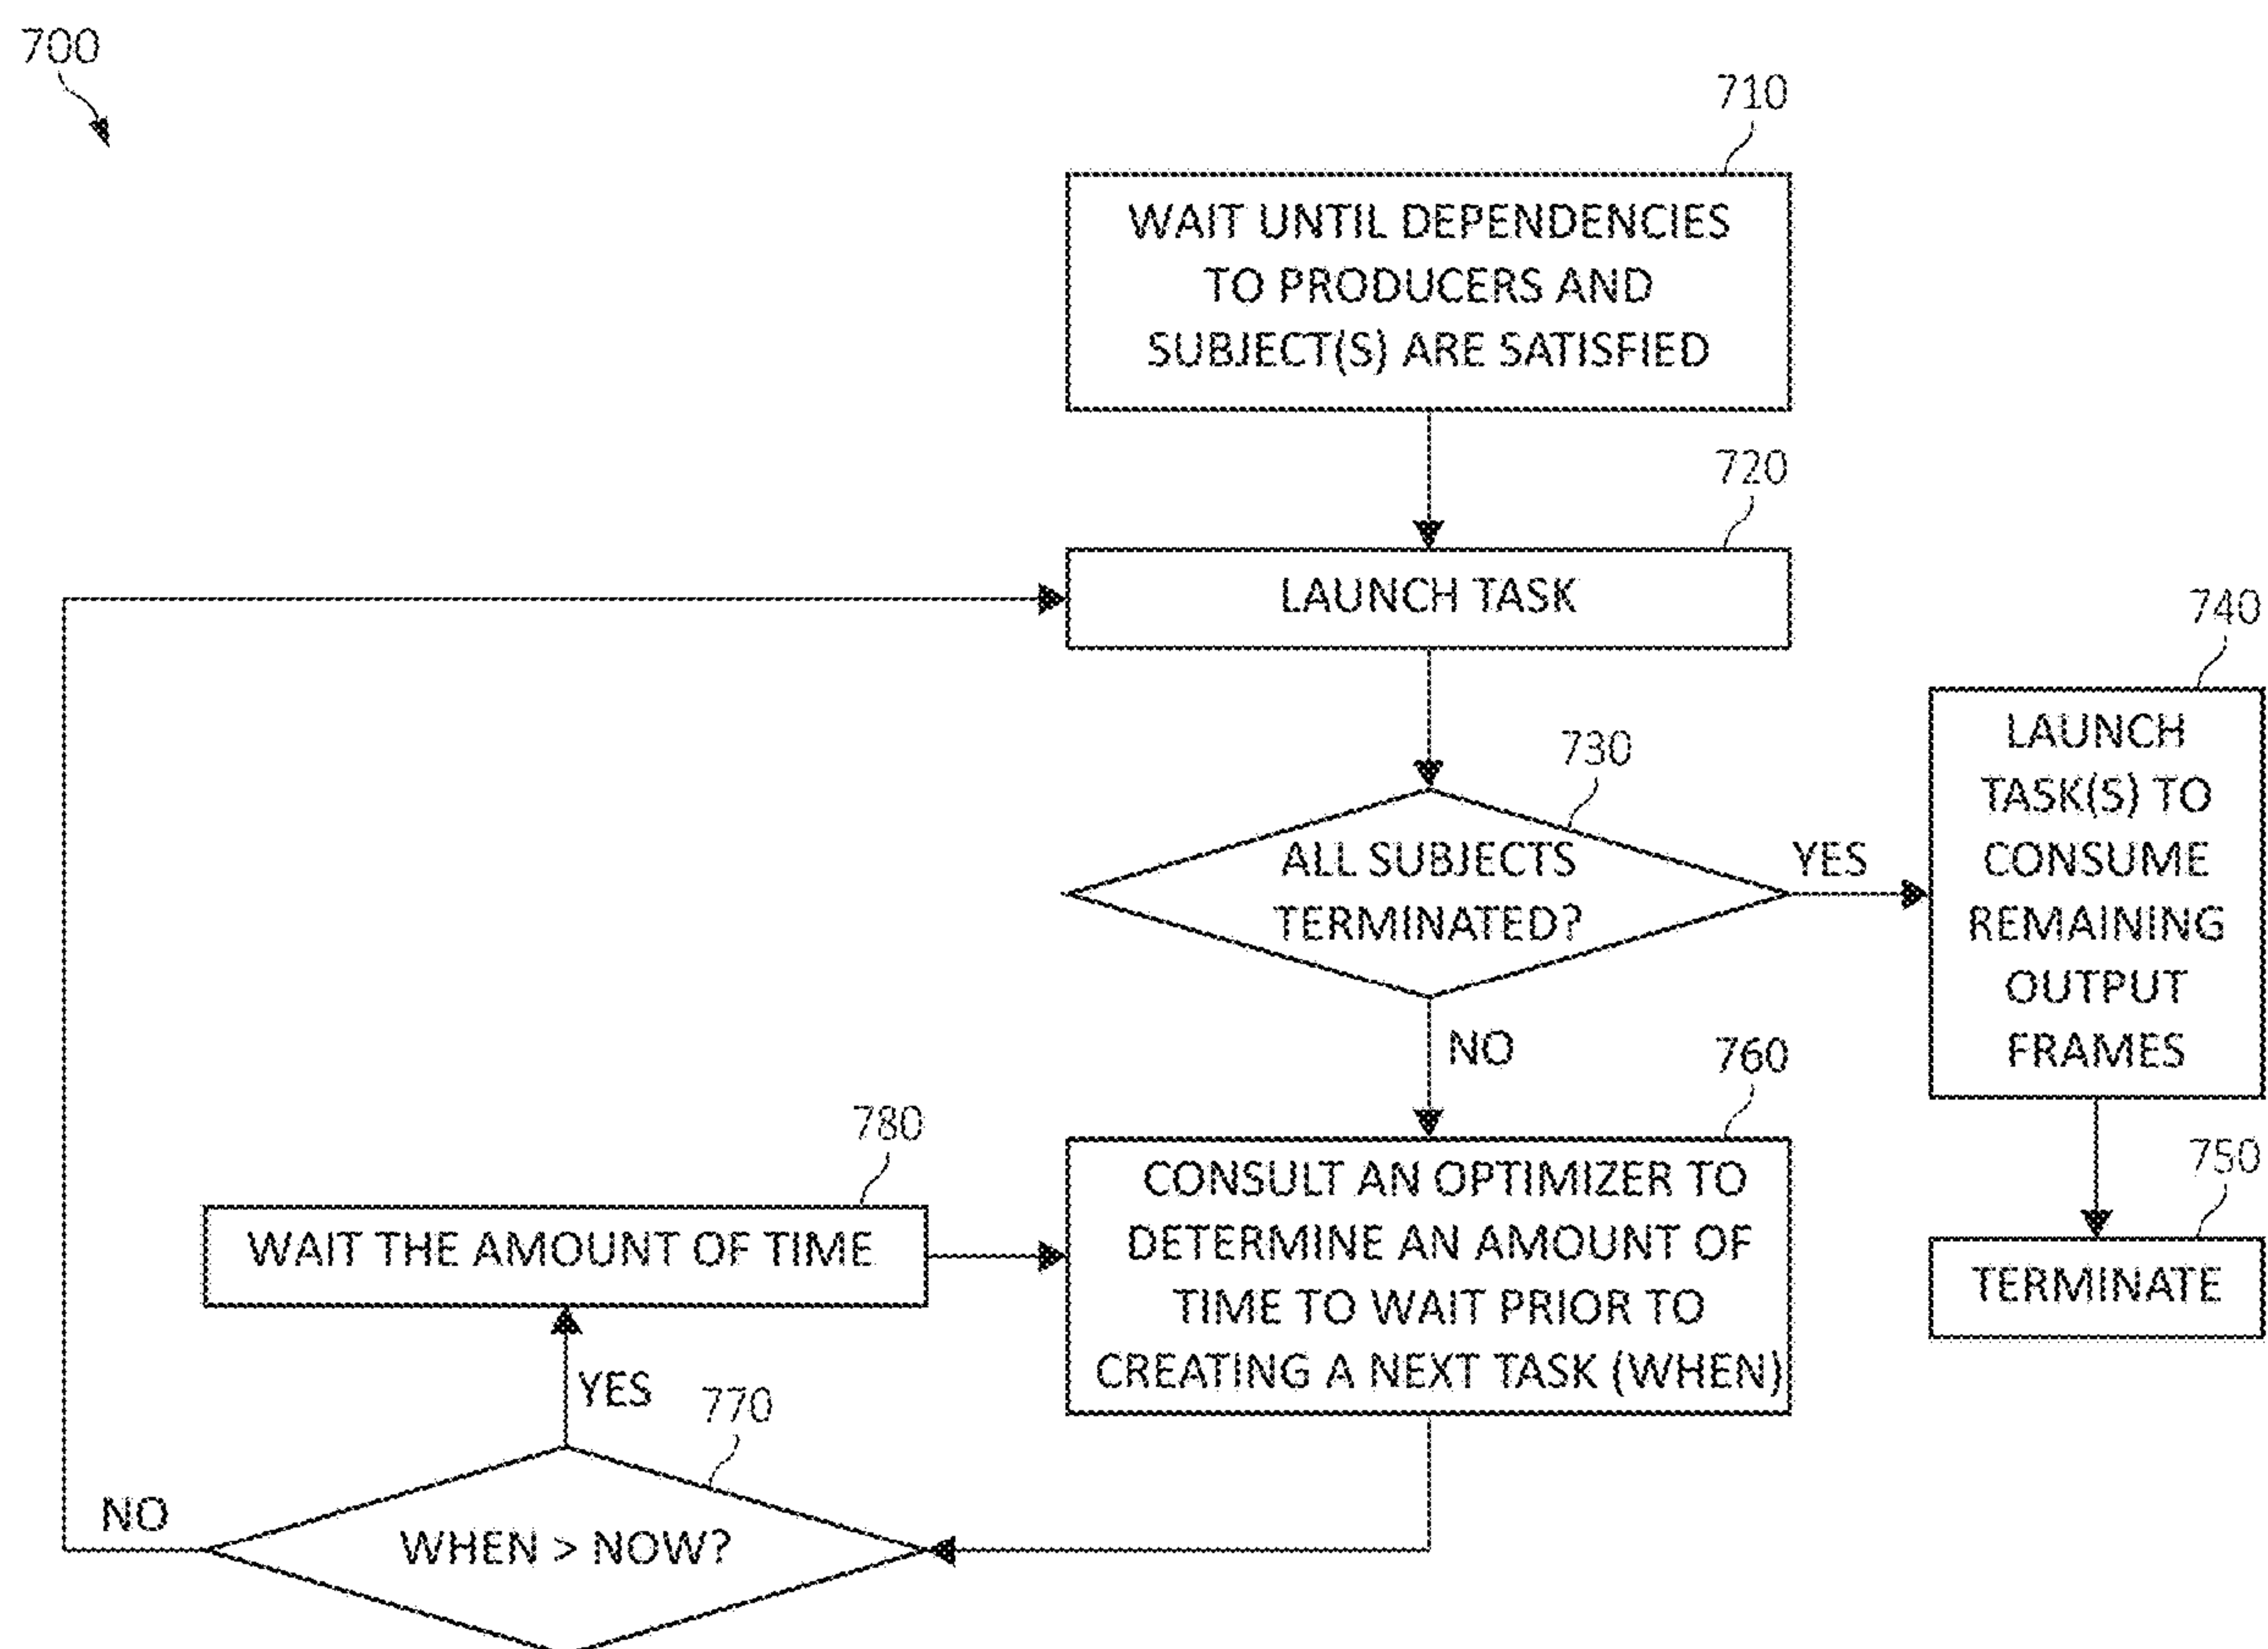 700
710
WAIT UNTIL DEPENDENCIES
TO PRODUCERS AND
SUBJECT(S) ARE SATISFIED
720
LAUNCH TASK
740
LAUNCH
TASK(S) TO
CONSUME
REMAINING
OUTPUT
FRAMES
730
ALL SUBJECTS
TERMINATED?
YES
NO
760
CONSULT AN OPTIMIZER TO
DETERMINE AN AMOUNT OF
TIME TO WAIT PRIOR TO
CREATING A NEXT TASK (WHEN)
750
TERMINATE
780
WAIT THE AMOUNT OF TIME
YES
770
WHEN > NOW?
NO